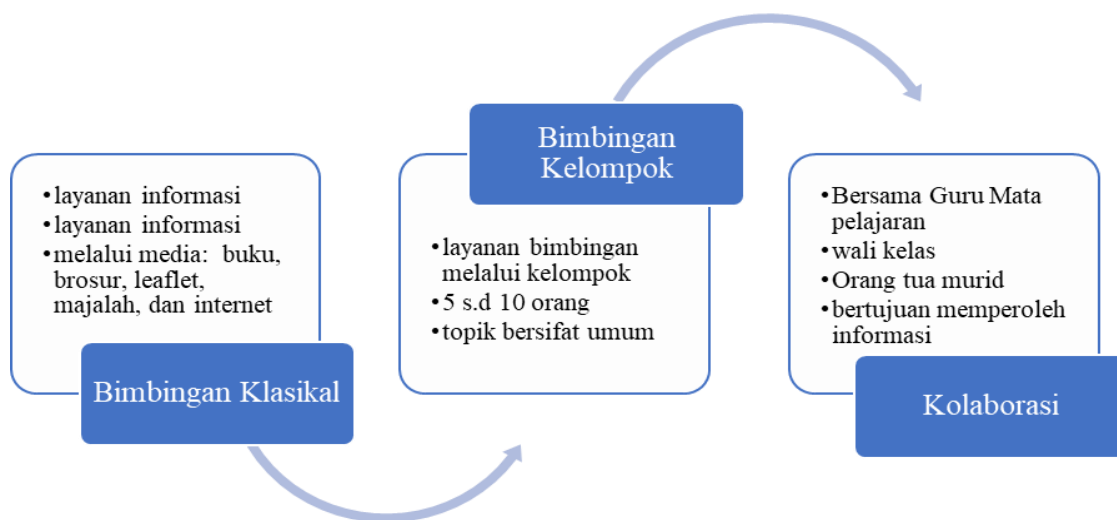 •layanan informasi
•layanan informasi
•melalui media:  buku,
brosur, leaflet,
majalah, dan internet
Bimbingan Klasikal
Bimbingan
Kelompok
•layanan bimbingan
melalui kelompok
•5 s.d 10 orang
•topik bersifat umum
•Bersama Guru Mata
pelajaran
•wali kelas
•Orang tua murid
•bertujuan memperoleh
informasi
Kolaborasi